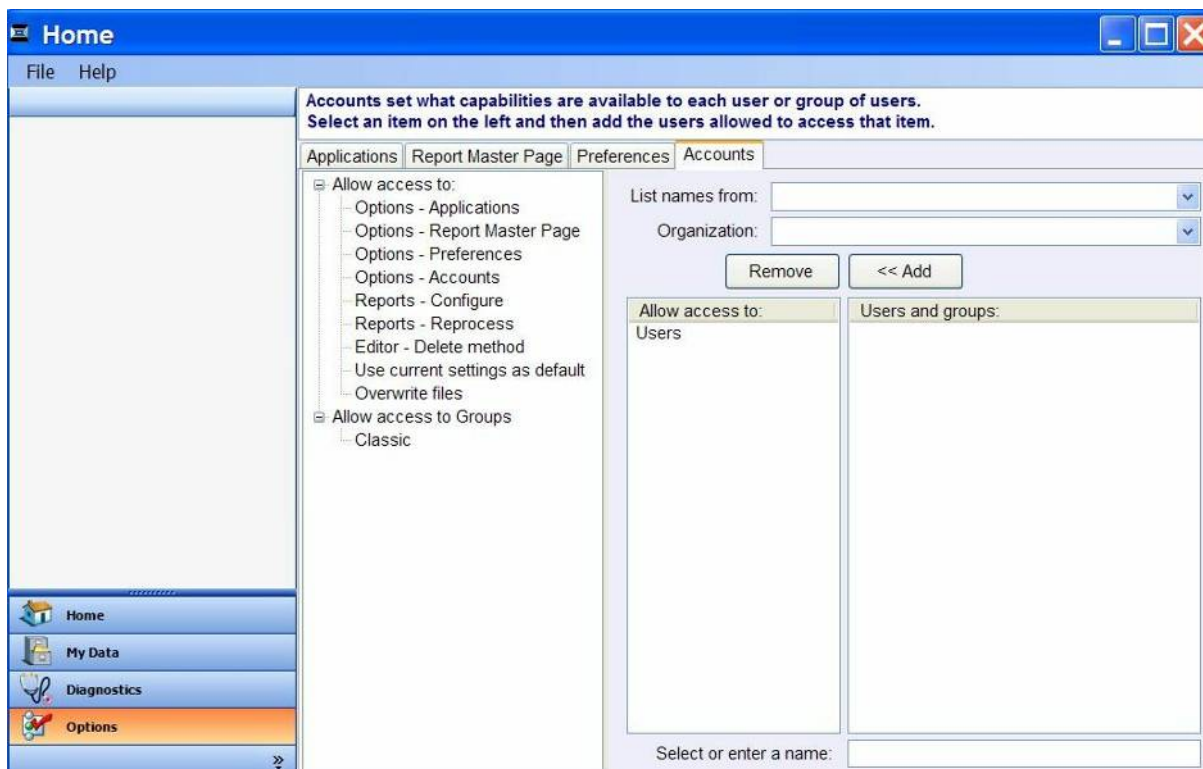 Home
File Help
Accounts set what capabilities are available to each user or group of users.
Select an item on the left and then add the users allowed to access that item.
Applications Report Master Page Preferences Accounts
Allow access to:
Options - Applications
Options - Report Master Page
Options - Preferences
Options - Accounts
Reports - Configure
Reports - Reprocess
Editor - Delete method
Use current settings as default
Overwrite files
Allow access to Groups
Classic
List names from:
Organization:
Remove << Add
Allow access to: Users and groups:
Users
Select or enter a name:
Home
My Data
Diagnostics
Options